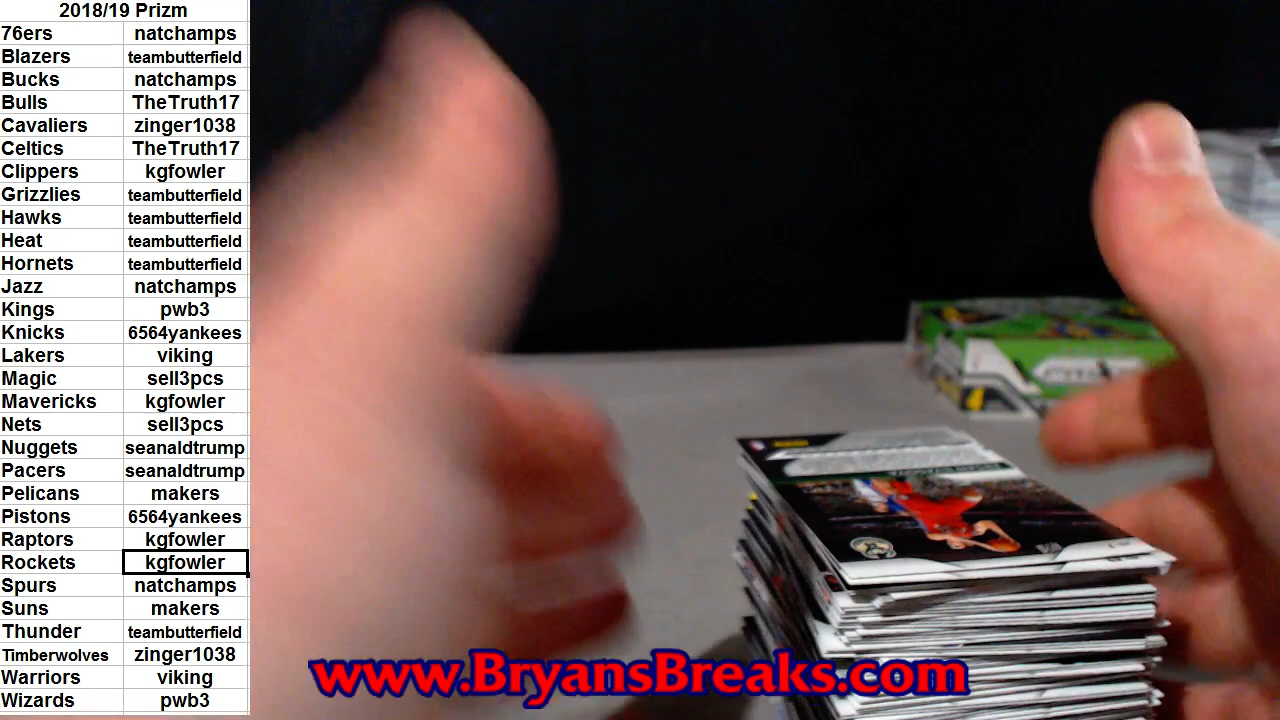 2018/19 Prizm
76ers natchamps
Blazers teambutterfield
Bucks natchamps
Bulls TheTruth17
Cavaliers zinger1038
Celtics TheTruth17
Clippers kgfowler
Grizzlies teambutterfield
Hawks teambutterfield
Heat teambutterfield
Hornets teambutterfield
Jazz natchamps
Kings pwb3
Knicks 6564yankees
Lakers viking
Magic sell3pcs
Mavericks kgfowler
Nets sell3pcs
Nuggets seanaldtrump
Pacers seanaldtrump
Pelicans makers
Pistons 6564yankees
Raptors kgfowler
Rockets kgfowler
Spurs natchamps
Suns makers
Thunder teambutterfield
Timberwolves zinger1038
Warriors viking
Wizards pwb3
www.BryansBreaks.com